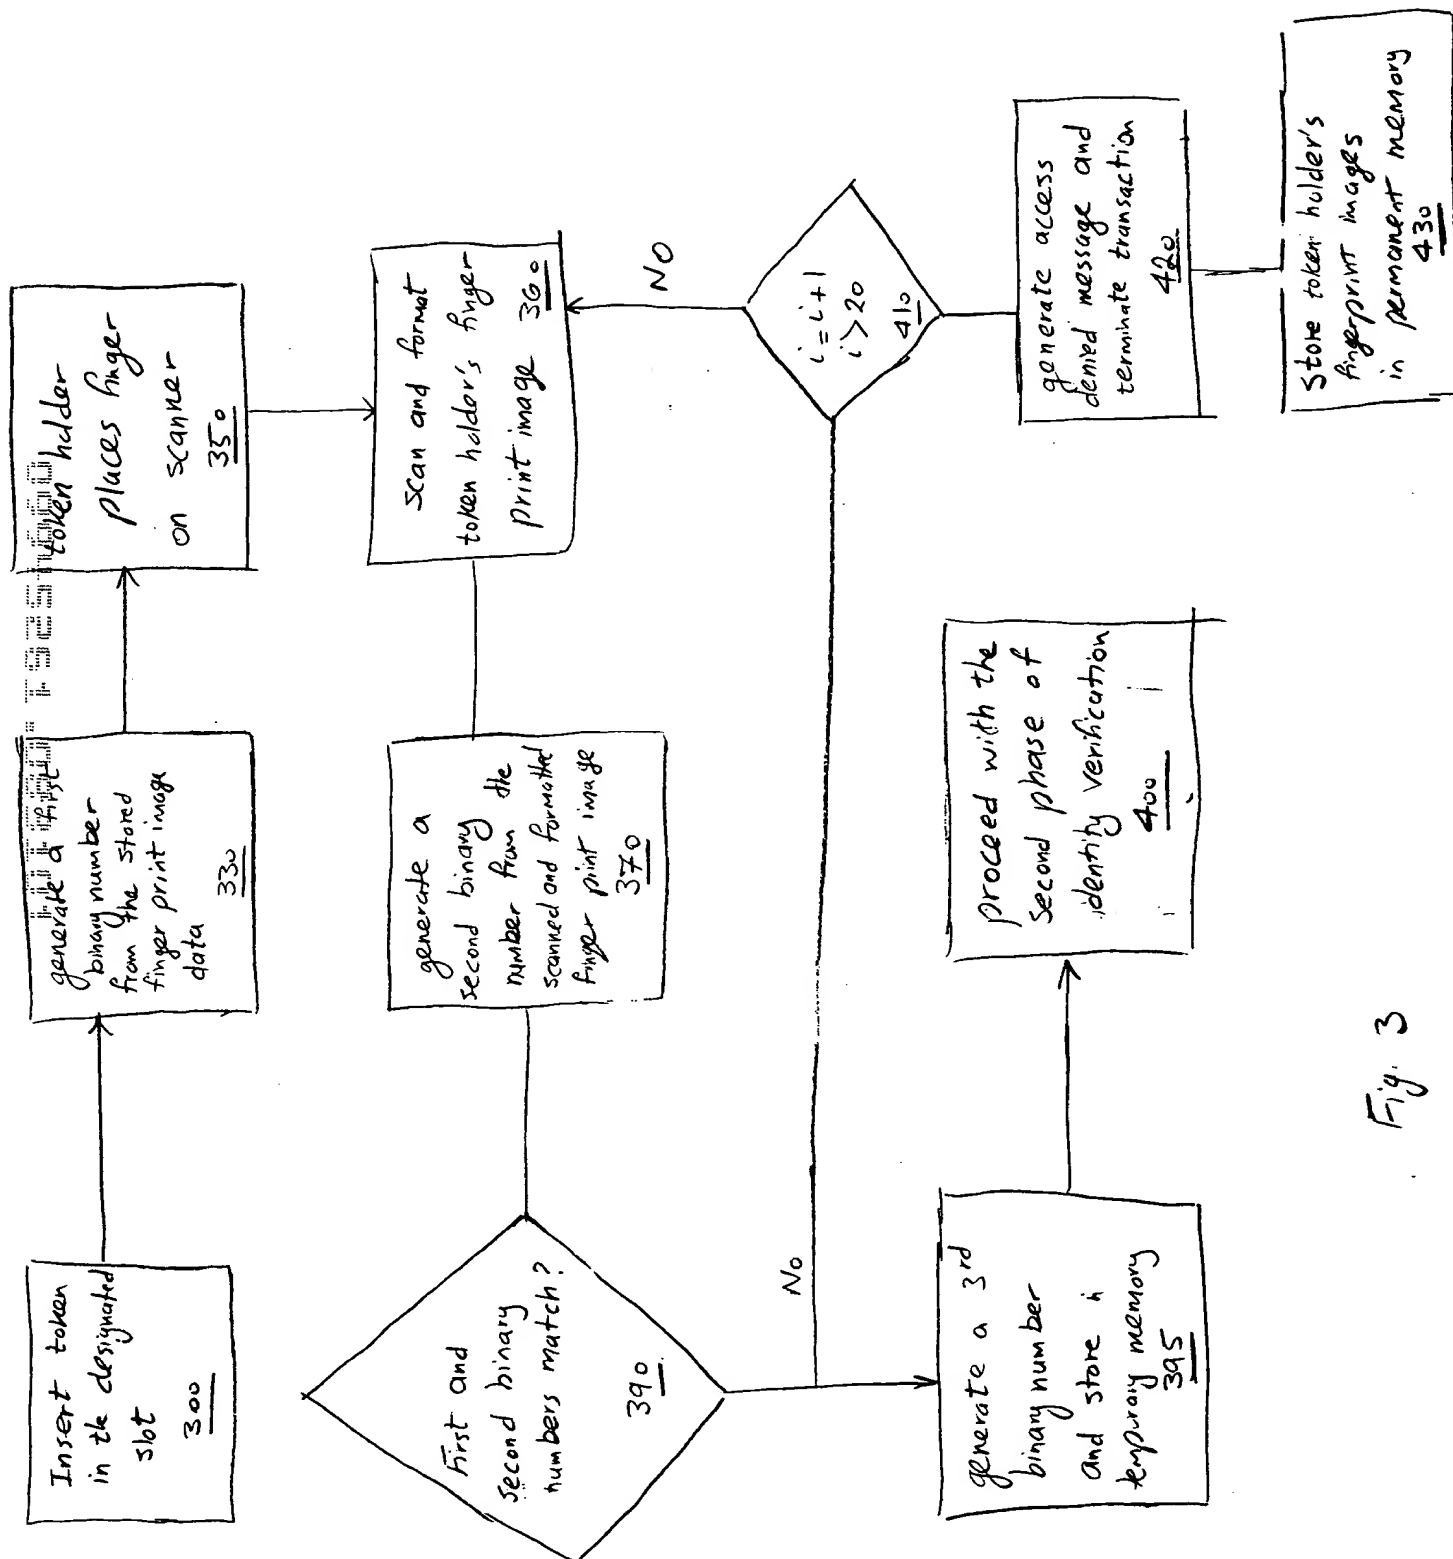 Insert token
in the designated
slot
300
generate a first
binary number
from the stored
finger print image
data
330
token holder
places finger
on scanner
350
scan and format
token holder's finger
print image
360
generate a
second binary
number from the
scanned and formatted
finger print image
370
First and
second binary
numbers match?
390
No
NO
i = i + 1
i > 20
410
generate a 3rd
binary number
and store in
temporary memory
395
proceed with the
second phase of
identity verification
400
generate access
denied message and
terminate transaction
420
Store token holder's
fingerprint images
in permanent memory
430
Fig. 3